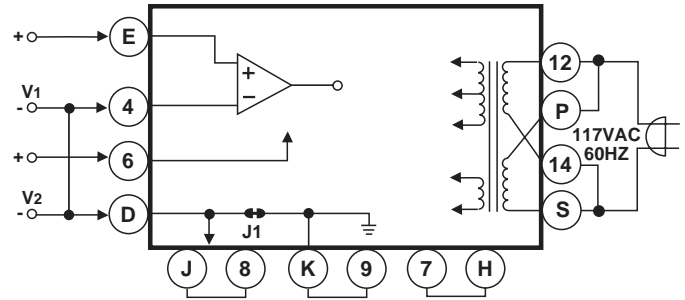 + E
12
V1
+
−
- 4
P
117VAC
60HZ
+ 6
14
V2
- D
J1
S
J 8 K 9 7 H